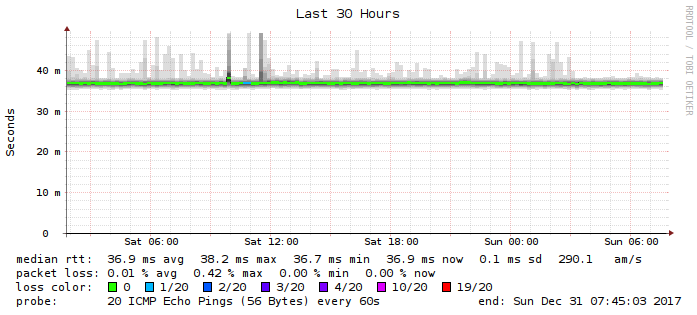 Last 30 Hours
RRDTOOL / TOBI OETIKER
Seconds
40 m
30 m
20 m
10 m
0
Sat 06:00 Sat 12:00 Sat 18:00 Sun 00:00 Sun 06:00
median rtt: 36.9 ms avg 38.2 ms max 36.7 ms min 36.9 ms now 0.1 ms sd 290.1 am/s
packet loss: 0.01 % avg 0.42 % max 0.00 % min 0.00 % now
loss color: 0 1/20 2/20 3/20 4/20 10/20 19/20
probe: 20 ICMP Echo Pings (56 Bytes) every 60s end: Sun Dec 31 07:45:03 2017